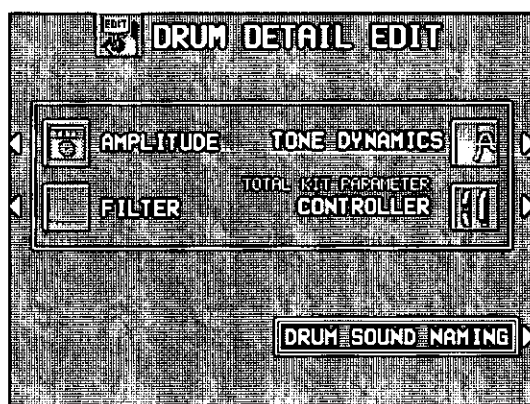 EDIT
DRUM DETAIL EDIT
AMPLITUDE
TONE DYNAMICS
FILTER
TOTAL KIT PARAMETER
CONTROLLER
DRUM SOUND NAMING